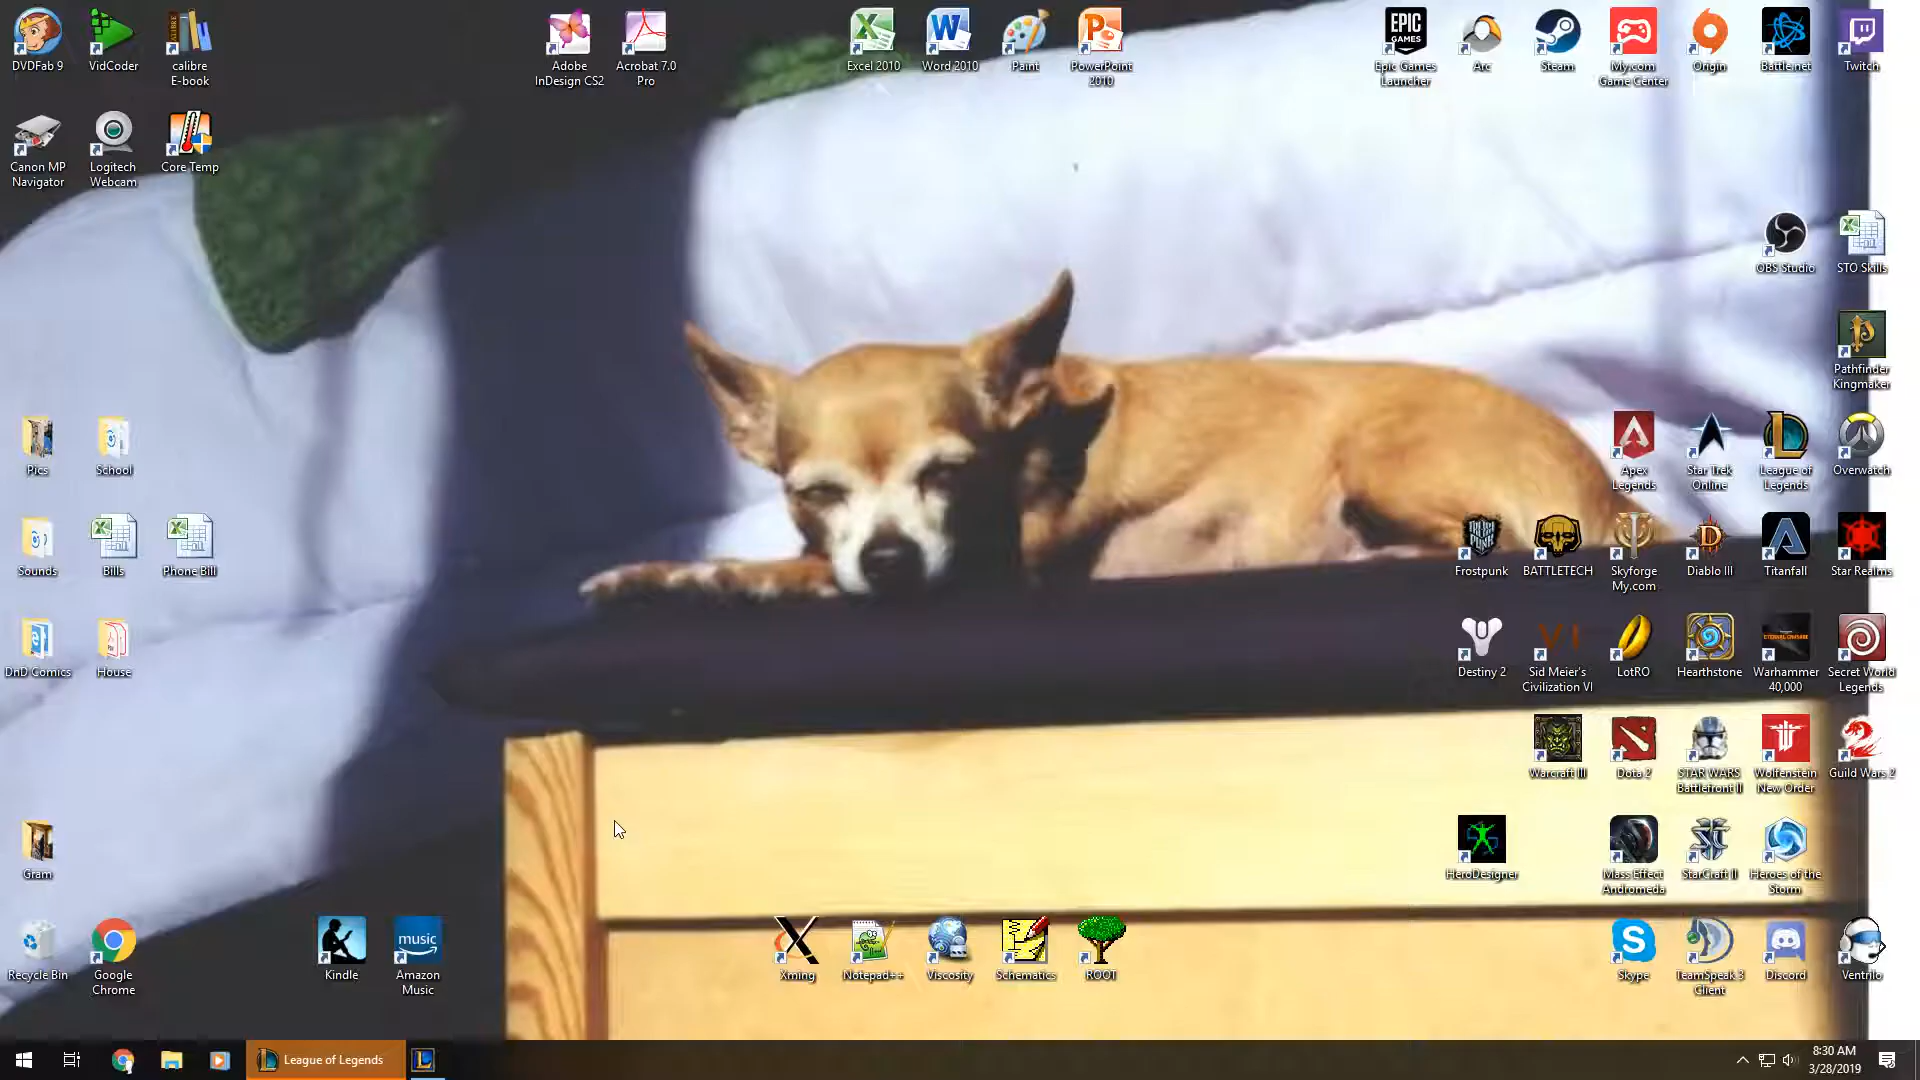 DVDFab 9
VidCoder
calibre
E-book
Adobe
InDesign CS2
Acrobat 7.0
Pro
Excel 2010
Word 2010
Paint
PowerPoint
2010
EPIC
GAMES
Epic Games
Launcher
Arc
Steam
My.com
Game Center
Origin
Battle.net
Twitch
Canon MP
Navigator
Logitech
Webcam
Core Temp
OBS Studio
STO Skills
Pathfinder
Kingmaker
Pics
School
Apex
Legends
Star Trek
Online
League of
Legends
Overwatch
Sounds
Bills
Phone Bill
Frostpunk
BATTLETECH
Skyforge
My.com
Diablo III
Titanfall
Star Realms
DnD Comics
House
Destiny 2
VI
Sid Meier's
Civilization VI
LotRO
Hearthstone
Warhammer
40,000
Secret World
Legends
Warcraft III
Dota 2
STAR WARS
Battlefront II
Wolfenstein
New Order
Guild Wars 2
Gram
HeroDesigner
Mass Effect
Andromeda
StarCraft II
Heroes of the
Storm
Recycle Bin
Google
Chrome
Kindle
music
Amazon
Music
Xming
Notepad++
Viscosity
Schematics
ROOT
Skype
TeamSpeak 3
Client
Discord
Ventrilo
League of Legends
8:30 AM
3/28/2019